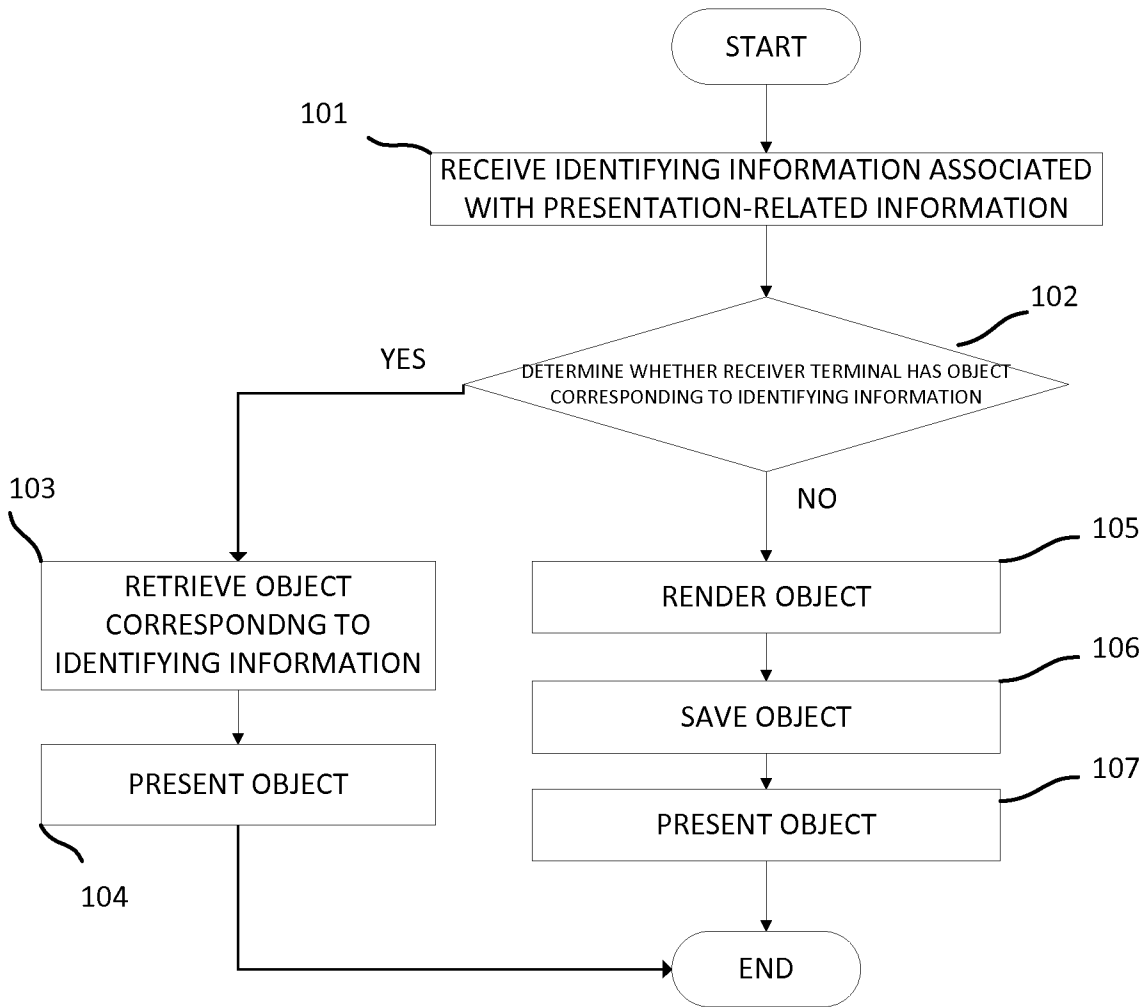 START
101
RECEIVE IDENTIFYING INFORMATION ASSOCIATED
WITH PRESENTATION-RELATED INFORMATION
102
YES
DETERMINE WHETHER RECEIVER TERMINAL HAS OBJECT
CORRESPONDING TO IDENTIFYING INFORMATION
NO
103
RETRIEVE OBJECT
CORRESPONDNG TO
IDENTIFYING INFORMATION
PRESENT OBJECT
104
105
RENDER OBJECT
106
SAVE OBJECT
107
PRESENT OBJECT
END